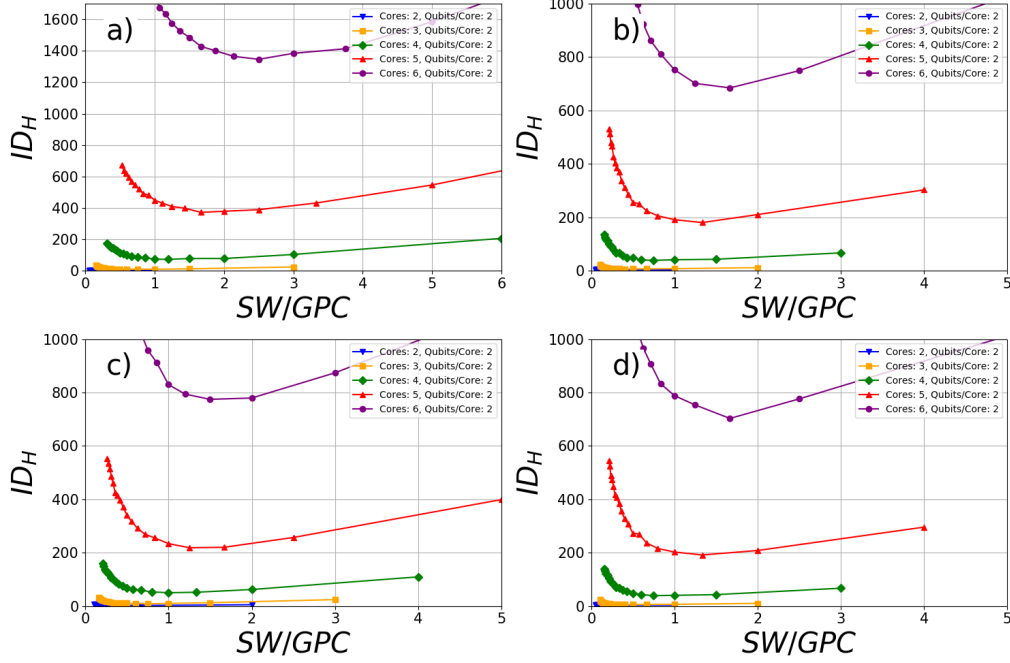 a)
Cores: 2, Qubits/Core: 2
Cores: 3, Qubits/Core: 2
Cores: 4, Qubits/Core: 2
Cores: 5, Qubits/Core: 2
Cores: 6, Qubits/Core: 2
1600
1400
1200
1000
800
600
400
200
0
ID_H
0 1 2 3 4 5 6
SW/GPC
b)
Cores: 2, Qubits/Core: 2
Cores: 3, Qubits/Core: 2
Cores: 4, Qubits/Core: 2
Cores: 5, Qubits/Core: 2
Cores: 6, Qubits/Core: 2
1000
800
600
400
200
0
ID_H
0 1 2 3 4 5
SW/GPC
c)
Cores: 2, Qubits/Core: 2
Cores: 3, Qubits/Core: 2
Cores: 4, Qubits/Core: 2
Cores: 5, Qubits/Core: 2
Cores: 6, Qubits/Core: 2
1000
800
600
400
200
0
ID_H
0 1 2 3 4 5
SW/GPC
d)
Cores: 2, Qubits/Core: 2
Cores: 3, Qubits/Core: 2
Cores: 4, Qubits/Core: 2
Cores: 5, Qubits/Core: 2
Cores: 6, Qubits/Core: 2
1000
800
600
400
200
0
ID_H
0 1 2 3 4 5
SW/GPC